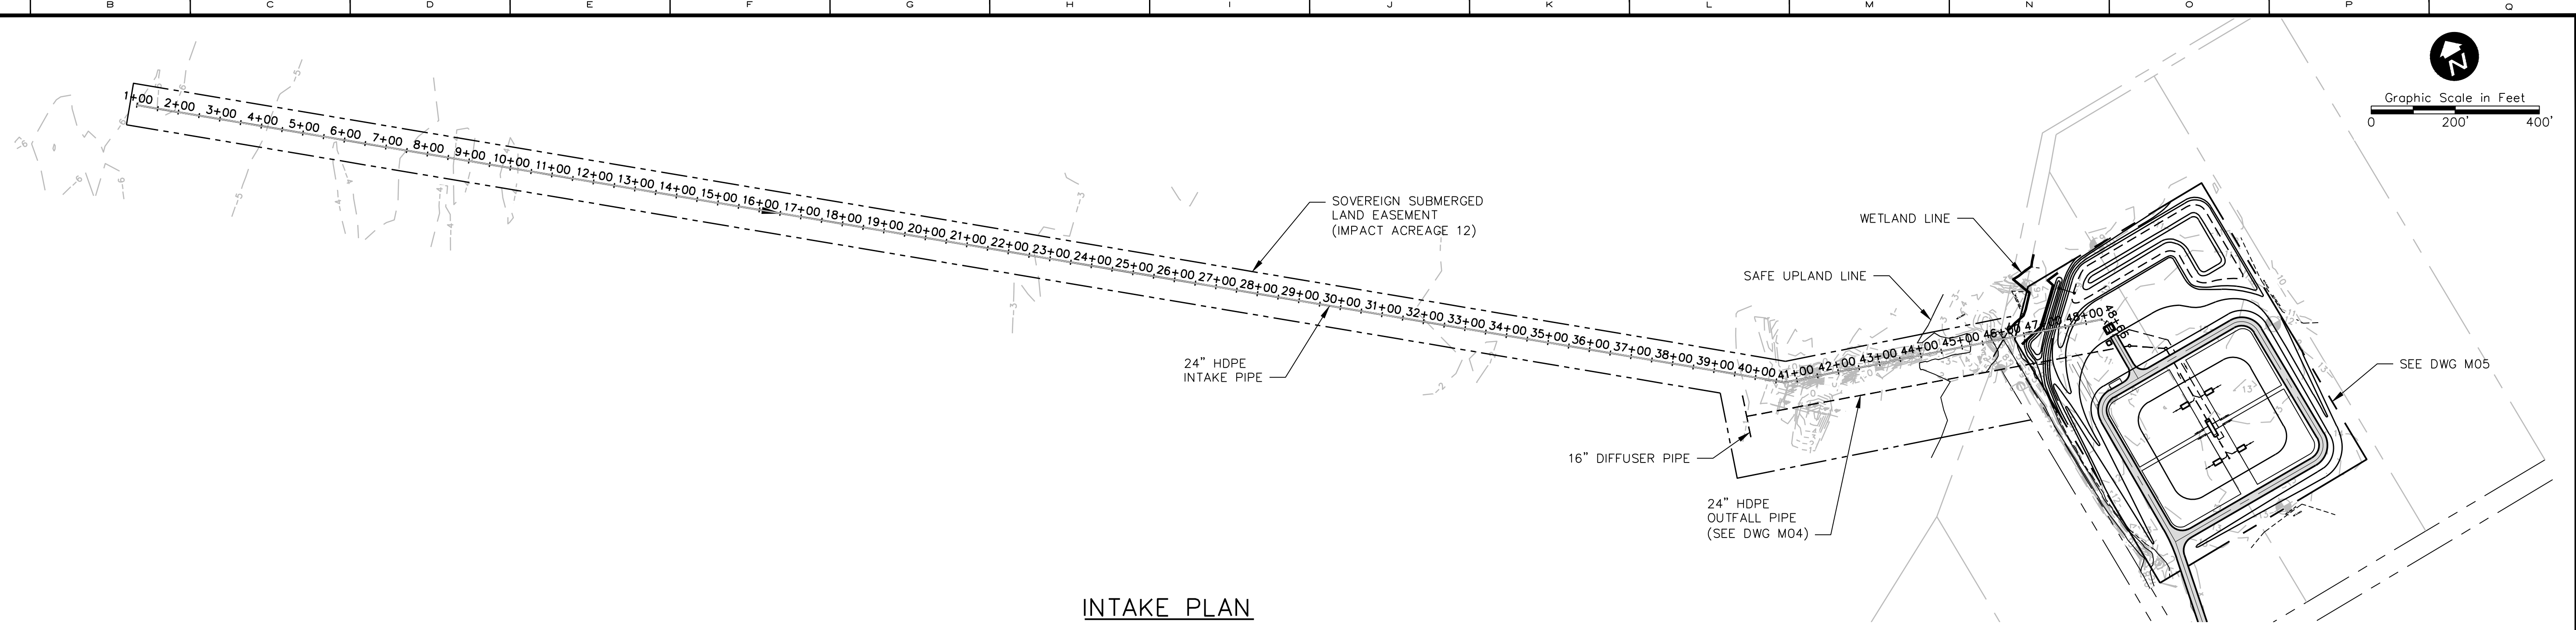 B C D E F G H I J K L M N O P Q
N
Graphic Scale in Feet
0 200' 400'
1+00 2+00 3+00 4+00 5+00 6+00 7+00 8+00 9+00 10+00 11+00 12+00 13+00 14+00 15+00 16+00 17+00 18+00 19+00 20+00 21+00 22+00 23+00 24+00 25+00 26+00 27+00 28+00 29+00 30+00 31+00 32+00 33+00 34+00 35+00 36+00 37+00 38+00 39+00 40+00 41+00 42+00 43+00 44+00 45+00 46+00 47+00 48+00 48+66
SOVEREIGN SUBMERGED
LAND EASEMENT
(IMPACT ACREAGE 12)
WETLAND LINE
SAFE UPLAND LINE
24" HDPE
INTAKE PIPE
SEE DWG M05
16" DIFFUSER PIPE
24" HDPE
OUTFALL PIPE
(SEE DWG M04)
INTAKE PLAN